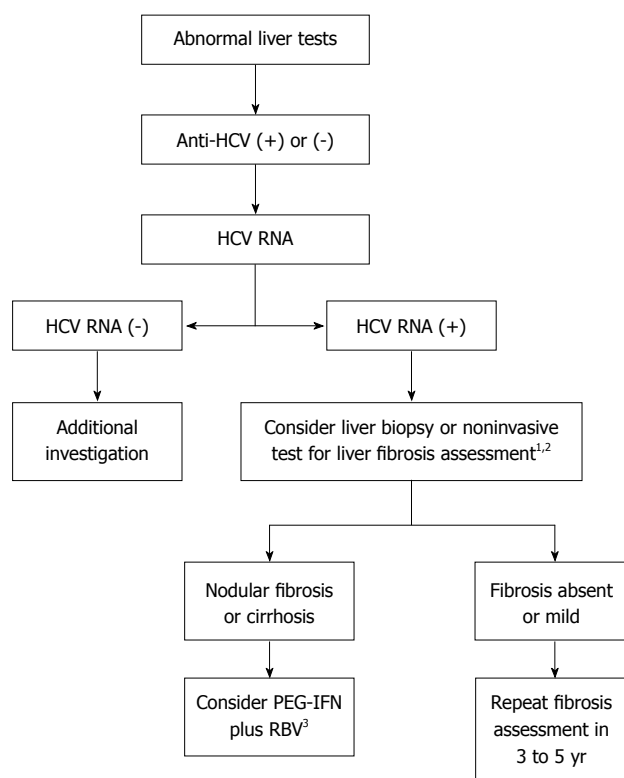 Abnormal liver tests
Anti-HCV (+) or (-)
HCV RNA
HCV RNA (-)
HCV RNA (+)
Additional
investigation
Consider liver biopsy or noninvasive
test for liver fibrosis assessment1,2
Nodular fibrosis
or cirrhosis
Fibrosis absent
or mild
Consider PEG-IFN
plus RBV3
Repeat fibrosis
assessment in
3 to 5 yr